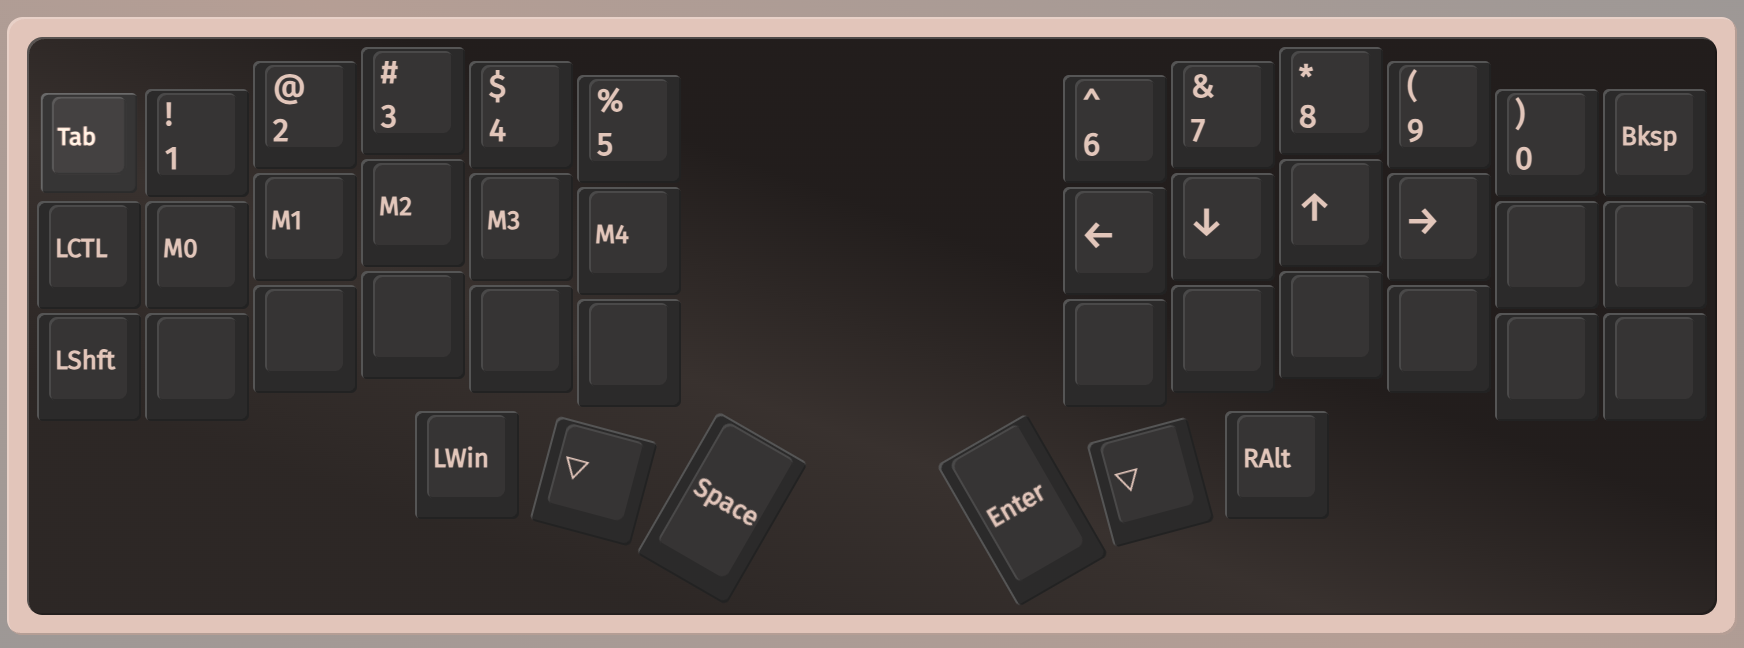 Tab
!
1
@
2
#
3
$
4
%
5
^
6
&
7
*
8
(
9
)
0
Bksp
LCTL
M0
M1
M2
M3
M4
←
↓
↑
→
LShft
LWin
▽
Space
Enter
▽
RAlt